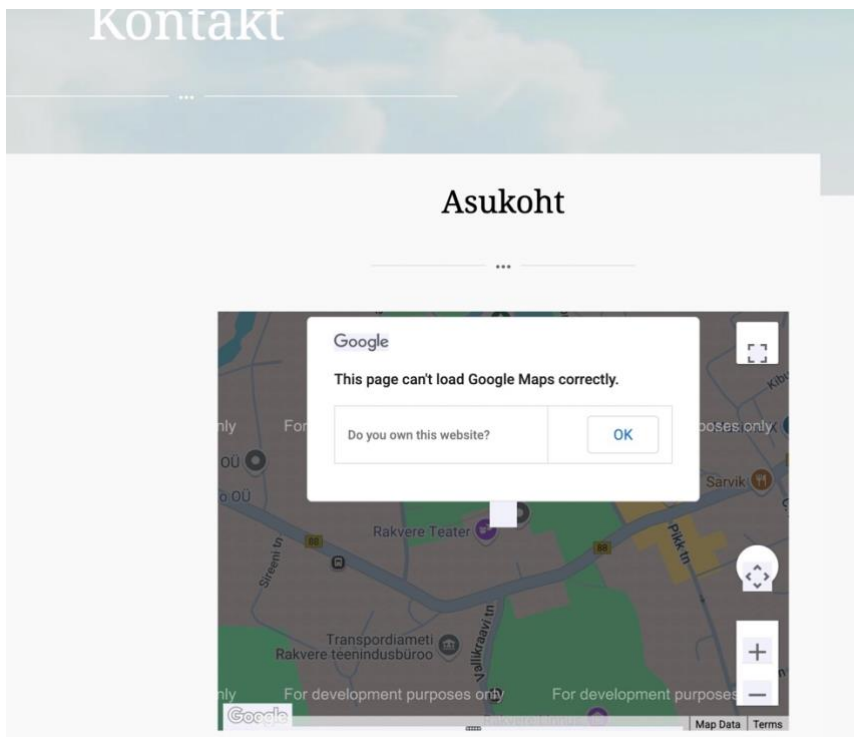 Kontakt
Asukoht
Google
This page can't load Google Maps correctly.
Do you own this website?
OK
nly
For
poses only
OÜ
o OÜ
Sarvik
Rakvere Teater
88
88
Pikk tn
Sireeni tn
Vallikraavi tn
Transpordiameti
Rakvere teenindusbüroo
nly
For development purposes only
For development purposes
Google
Map Data
Terms